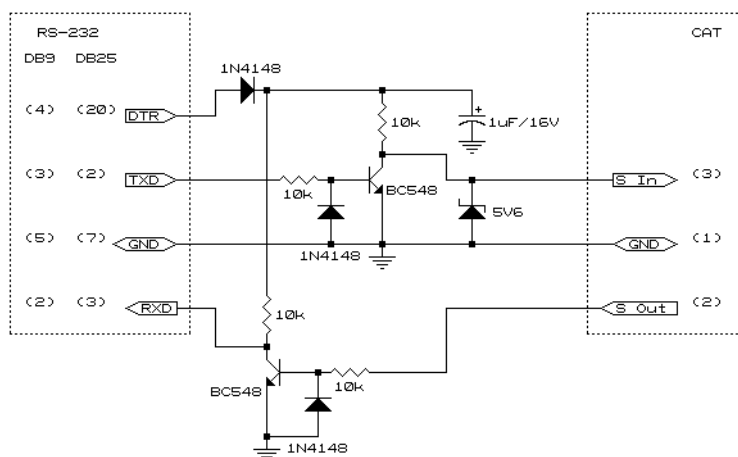 RS-232
CAT
DB9 DB25
1N4148
(4) (20) DTR
10k
+
1uF/16V
(3) (2) TXD
10k
BC548
S In (3)
5V6
(5) (7) GND
1N4148
GND (1)
(2) (3) RXD
10k
S Out (2)
BC548
10k
1N4148